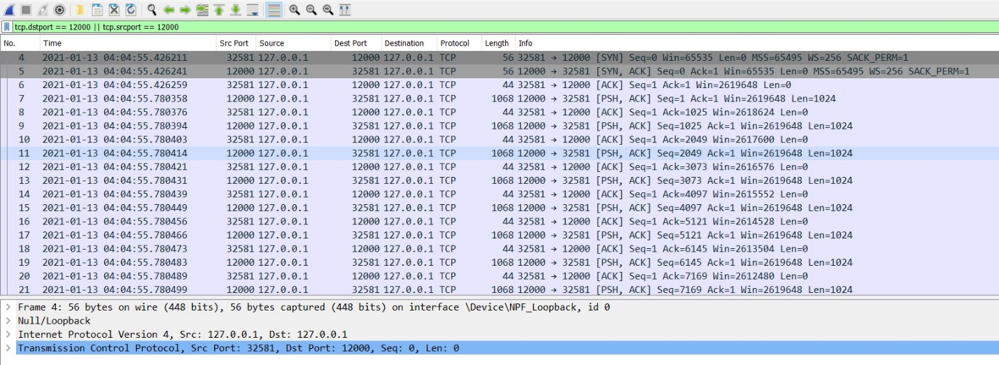 tcp.dstport == 12000 || tcp.srcport == 12000
No. Time Src Port Source Dest Port Destination Protocol Length Info
4 2021-01-13 04:04:55.426211 32581 127.0.0.1 12000 127.0.0.1 TCP 56 32581 → 12000 [SYN] Seq=0 Win=65535 Len=0 MSS=65495 WS=256 SACK_PERM=1
5 2021-01-13 04:04:55.426241 12000 127.0.0.1 32581 127.0.0.1 TCP 56 12000 → 32581 [SYN, ACK] Seq=0 Ack=1 Win=65535 Len=0 MSS=65495 WS=256 SACK_PERM=1
6 2021-01-13 04:04:55.426259 32581 127.0.0.1 12000 127.0.0.1 TCP 44 32581 → 12000 [ACK] Seq=1 Ack=1 Win=2619648 Len=0
7 2021-01-13 04:04:55.780358 12000 127.0.0.1 32581 127.0.0.1 TCP 1068 12000 → 32581 [PSH, ACK] Seq=1 Ack=1 Win=2619648 Len=1024
8 2021-01-13 04:04:55.780376 32581 127.0.0.1 12000 127.0.0.1 TCP 44 32581 → 12000 [ACK] Seq=1 Ack=1025 Win=2618624 Len=0
9 2021-01-13 04:04:55.780394 12000 127.0.0.1 32581 127.0.0.1 TCP 1068 12000 → 32581 [PSH, ACK] Seq=1025 Ack=1 Win=2619648 Len=1024
10 2021-01-13 04:04:55.780403 32581 127.0.0.1 12000 127.0.0.1 TCP 44 32581 → 12000 [ACK] Seq=1 Ack=2049 Win=2617600 Len=0
11 2021-01-13 04:04:55.780414 12000 127.0.0.1 32581 127.0.0.1 TCP 1068 12000 → 32581 [PSH, ACK] Seq=2049 Ack=1 Win=2619648 Len=1024
12 2021-01-13 04:04:55.780421 32581 127.0.0.1 12000 127.0.0.1 TCP 44 32581 → 12000 [ACK] Seq=1 Ack=3073 Win=2616576 Len=0
13 2021-01-13 04:04:55.780431 12000 127.0.0.1 32581 127.0.0.1 TCP 1068 12000 → 32581 [PSH, ACK] Seq=3073 Ack=1 Win=2619648 Len=1024
14 2021-01-13 04:04:55.780439 32581 127.0.0.1 12000 127.0.0.1 TCP 44 32581 → 12000 [ACK] Seq=1 Ack=4097 Win=2615552 Len=0
15 2021-01-13 04:04:55.780449 12000 127.0.0.1 32581 127.0.0.1 TCP 1068 12000 → 32581 [PSH, ACK] Seq=4097 Ack=1 Win=2619648 Len=1024
16 2021-01-13 04:04:55.780456 32581 127.0.0.1 12000 127.0.0.1 TCP 44 32581 → 12000 [ACK] Seq=1 Ack=5121 Win=2614528 Len=0
17 2021-01-13 04:04:55.780466 12000 127.0.0.1 32581 127.0.0.1 TCP 1068 12000 → 32581 [PSH, ACK] Seq=5121 Ack=1 Win=2619648 Len=1024
18 2021-01-13 04:04:55.780473 32581 127.0.0.1 12000 127.0.0.1 TCP 44 32581 → 12000 [ACK] Seq=1 Ack=6145 Win=2613504 Len=0
19 2021-01-13 04:04:55.780483 12000 127.0.0.1 32581 127.0.0.1 TCP 1068 12000 → 32581 [PSH, ACK] Seq=6145 Ack=1 Win=2619648 Len=1024
20 2021-01-13 04:04:55.780489 32581 127.0.0.1 12000 127.0.0.1 TCP 44 32581 → 12000 [ACK] Seq=1 Ack=7169 Win=2612480 Len=0
21 2021-01-13 04:04:55.780499 12000 127.0.0.1 32581 127.0.0.1 TCP 1068 12000 → 32581 [PSH, ACK] Seq=7169 Ack=1 Win=2619648 Len=1024
Frame 4: 56 bytes on wire (448 bits), 56 bytes captured (448 bits) on interface \Device\NPF_Loopback, id 0
Null/Loopback
Internet Protocol Version 4, Src: 127.0.0.1, Dst: 127.0.0.1
Transmission Control Protocol, Src Port: 32581, Dst Port: 12000, Seq: 0, Len: 0